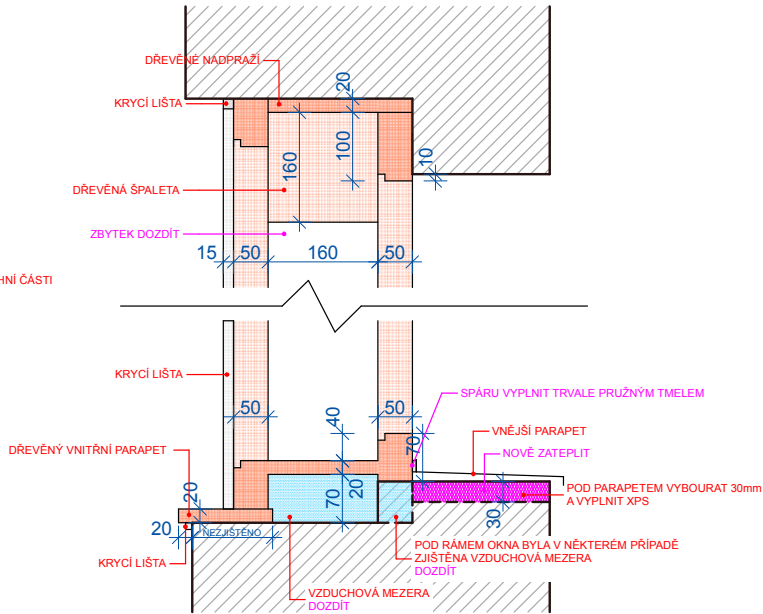 DŘEVĚNÉ NADPRAŽÍ
20
KRYCÍ LIŠTA
160
100
10
DŘEVĚNÁ ŠPALETA
ZBYTEK DOZDÍT
15 50 160 50
HNÍ ČÁSTI
KRYCÍ LIŠTA
SPÁRU VYPLNIT TRVALE PRUŽNÝM TMELEM
50
50
40
70
VNĚJŠÍ PARAPET
DŘEVĚNÝ VNITŘNÍ PARAPET
NOVĚ ZATEPLIT
20
70
20
30
POD PARAPETEM VYBOURAT 30mm
A VYPLNIT XPS
20
NEZJIŠTĚNO
KRYCÍ LIŠTA
POD RÁMEM OKNA BYLA V NĚKTERÉM PŘÍPADĚ
ZJIŠTĚNA VZDUCHOVÁ MEZERA
DOZDÍT
VZDUCHOVÁ MEZERA
DOZDÍT